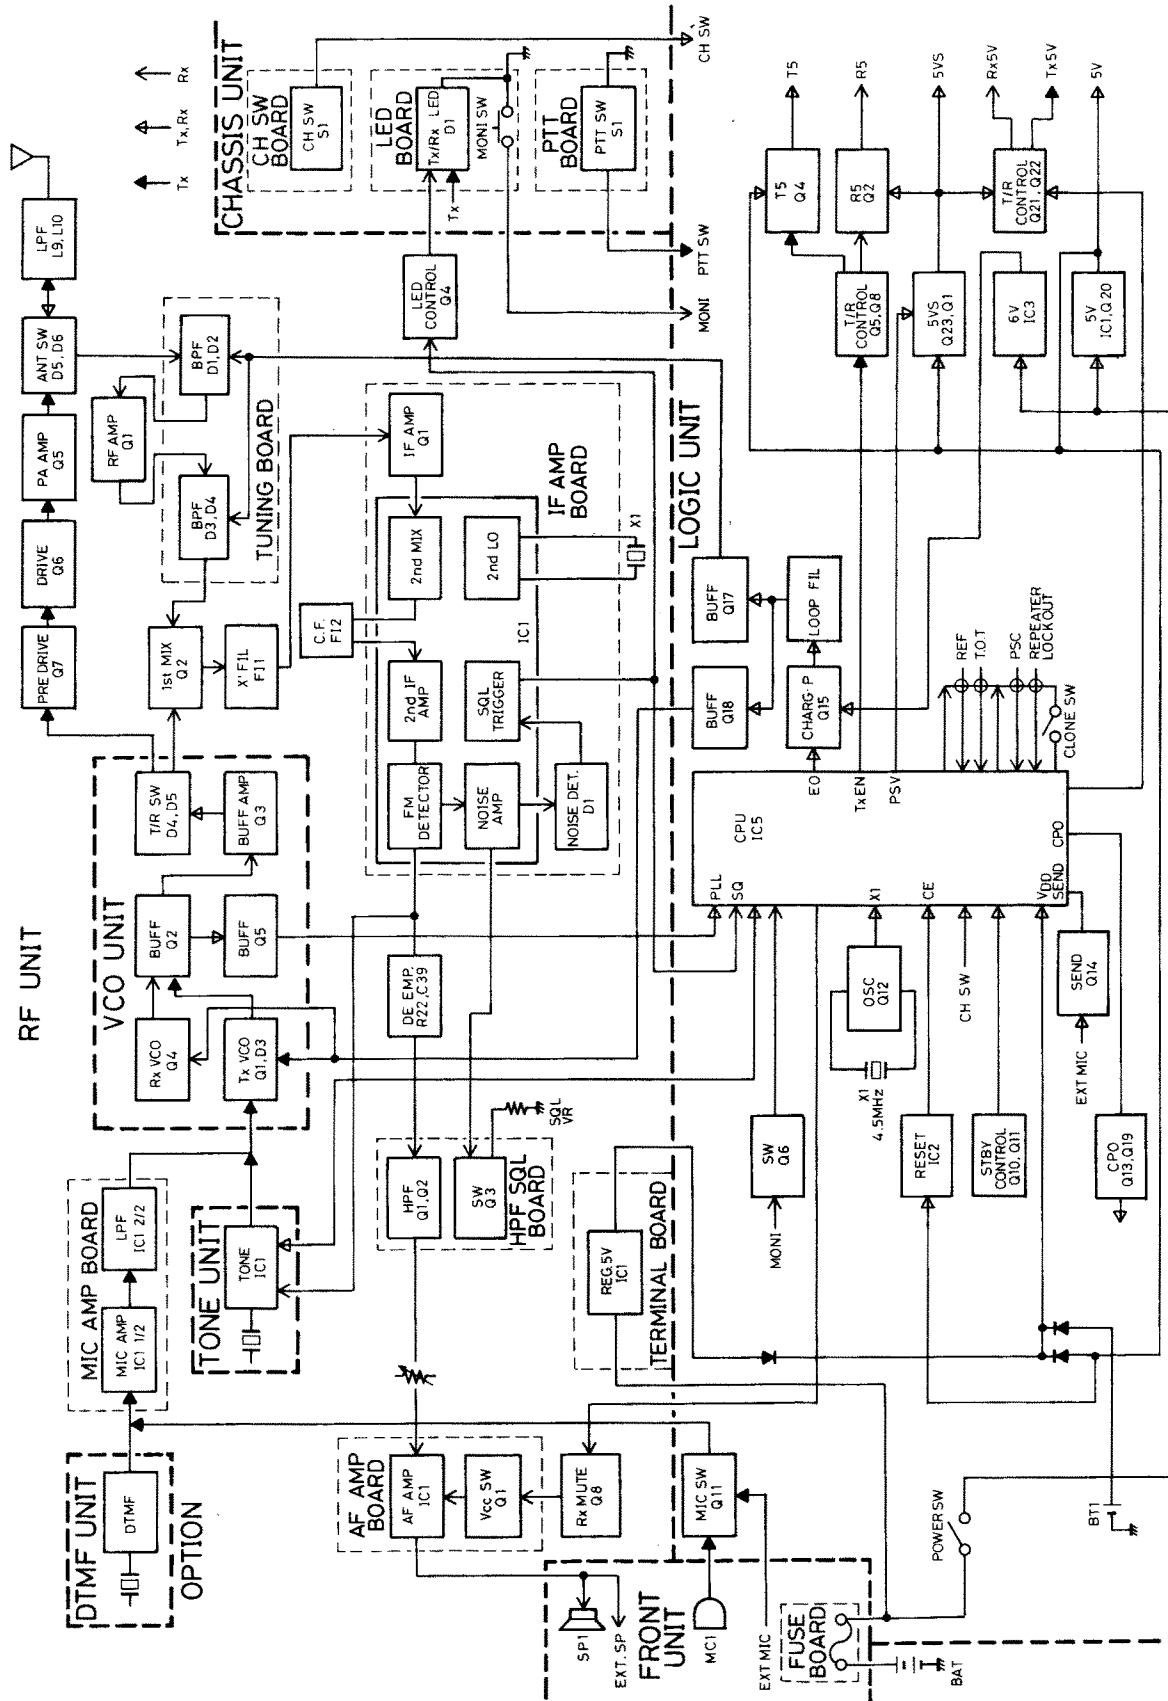 RF UNIT
DTMF UNIT
DTMF
OPTION
MIC AMP BOARD
MIC AMP
IC1 1/2
LPF
IC1 2/2
TONE UNIT
TONE
IC1
VCO UNIT
Rx VCO
Q4
Tx VCO
Q1,D3
BUFF
Q2
BUFF
Q5
T/R SW
D4,D5
BUFF AMP
Q3
PRE DRIVE
Q7
DRIVE
Q6
PA AMP
Q5
ANT SW
D5,D6
LPF
L9,L10
RF AMP
Q1
BPF
D3,D4
BPF
D1,D2
TUNING BOARD
1st MIX
Q2
X' FIL
FI1
Tx
Tx,Rx
Rx
CHASSIS UNIT
CH SW
BOARD
CH SW
S1
LED
BOARD
Tx/Rx LED
D1
Tx
MONI SW
PTT
BOARD
PTT SW
S1
CH SW
PTT SW
MONI
LED
CONTROL
Q4
IF AMP
Q1
IF AMP
BOARD
C.F.
FI2
2nd MIX
2nd LO
X1
IC1
2nd IF
AMP
SQL
TRIGGER
FM
DETECTOR
NOISE
AMP
NOISE DET.
D1
DE EMP.
R22,C39
HPF
Q1,Q2
SW
Q3
SQL
VR
HPF SQL
BOARD
AF AMP
BOARD
AF AMP
IC1
Vcc SW
Q1
Rx MUTE
Q8
REG.5V
IC1
TERMINAL BOARD
SP1
EXT. SP
FRONT
UNIT
MIC SW
Q11
MC1
EXT MIC
FUSE
BOARD
BAT
POWER SW
BT1
LOGIC UNIT
BUFF
Q17
BUFF
Q18
LOOP FIL
CHARG. P
Q15
CPU
IC5
PLL
SQ
X1
CE
VDD
SEND
CPO
EO
TxEN
PSV
REF
T.O.T
PSC
REPEATER
LOCKOUT
CLONE SW
SW
Q6
MONI
OSC
Q12
X1
4.5MHz
RESET
IC2
CH SW
STBY
CONTROL
Q10,Q11
SEND
Q14
EXT MIC
CPO
Q13,Q19
T/R
CONTROL
Q5,Q8
5VS
Q23,Q1
6V
IC3
5V
IC1,Q20
T5
Q4
R5
Q2
T/R
CONTROL
Q21,Q22
T5
R5
5VS
Rx5V
Tx5V
5V